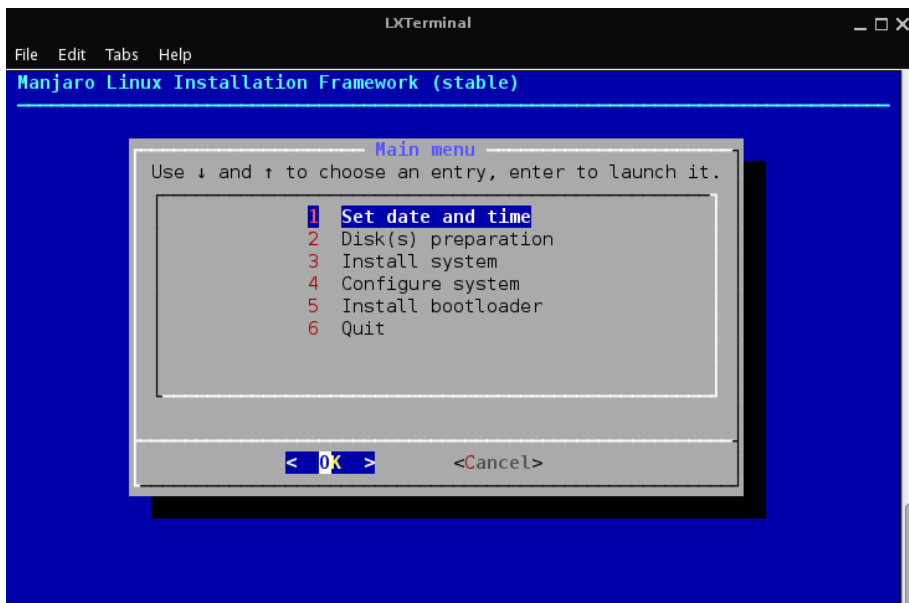 LXTerminal
File Edit Tabs Help
Manjaro Linux Installation Framework (stable)
Main menu
Use ↓ and ↑ to choose an entry, enter to launch it.
1 Set date and time
2 Disk(s) preparation
3 Install system
4 Configure system
5 Install bootloader
6 Quit
< OK > <Cancel>